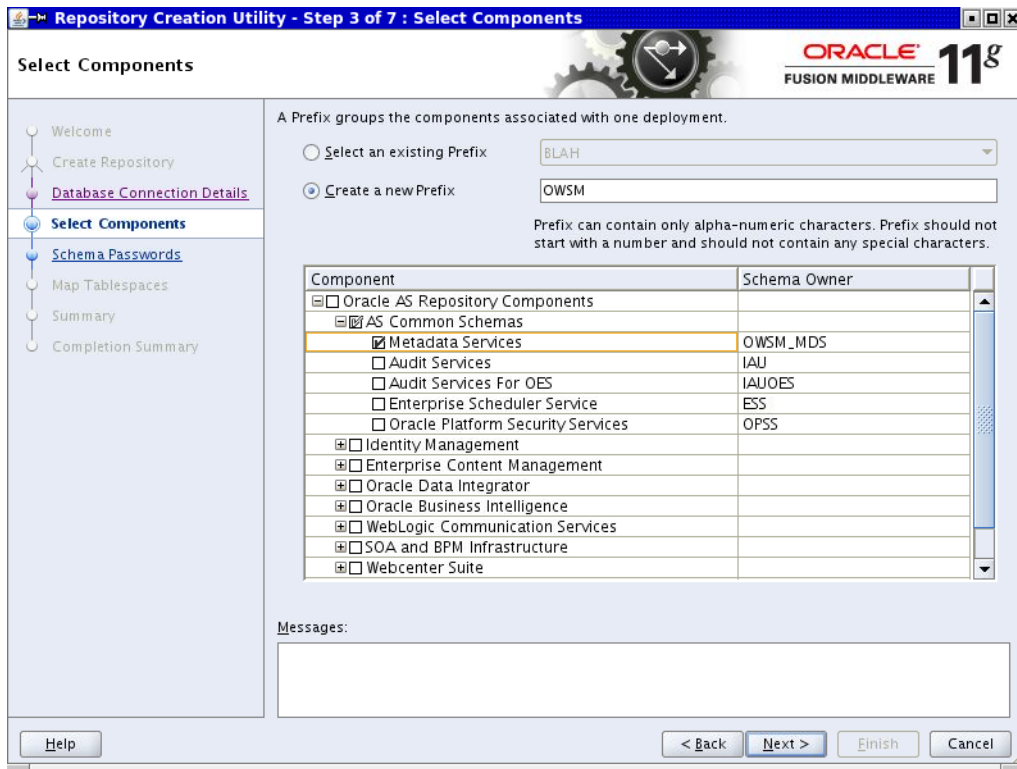 Repository Creation Utility - Step 3 of 7 : Select Components
Select Components
ORACLE
FUSION MIDDLEWARE
11g
Welcome
Create Repository
Database Connection Details
Select Components
Schema Passwords
Map Tablespaces
Summary
Completion Summary
A Prefix groups the components associated with one deployment.
Select an existing Prefix
BLAH
Create a new Prefix
OWSM
Prefix can contain only alpha-numeric characters. Prefix should not
start with a number and should not contain any special characters.
Component Schema Owner
Oracle AS Repository Components
AS Common Schemas
Metadata Services OWSM_MDS
Audit Services IAU
Audit Services For OES IAUOES
Enterprise Scheduler Service ESS
Oracle Platform Security Services OPSS
Identity Management
Enterprise Content Management
Oracle Data Integrator
Oracle Business Intelligence
WebLogic Communication Services
SOA and BPM Infrastructure
Webcenter Suite
Messages:
Help
< Back
Next >
Finish
Cancel